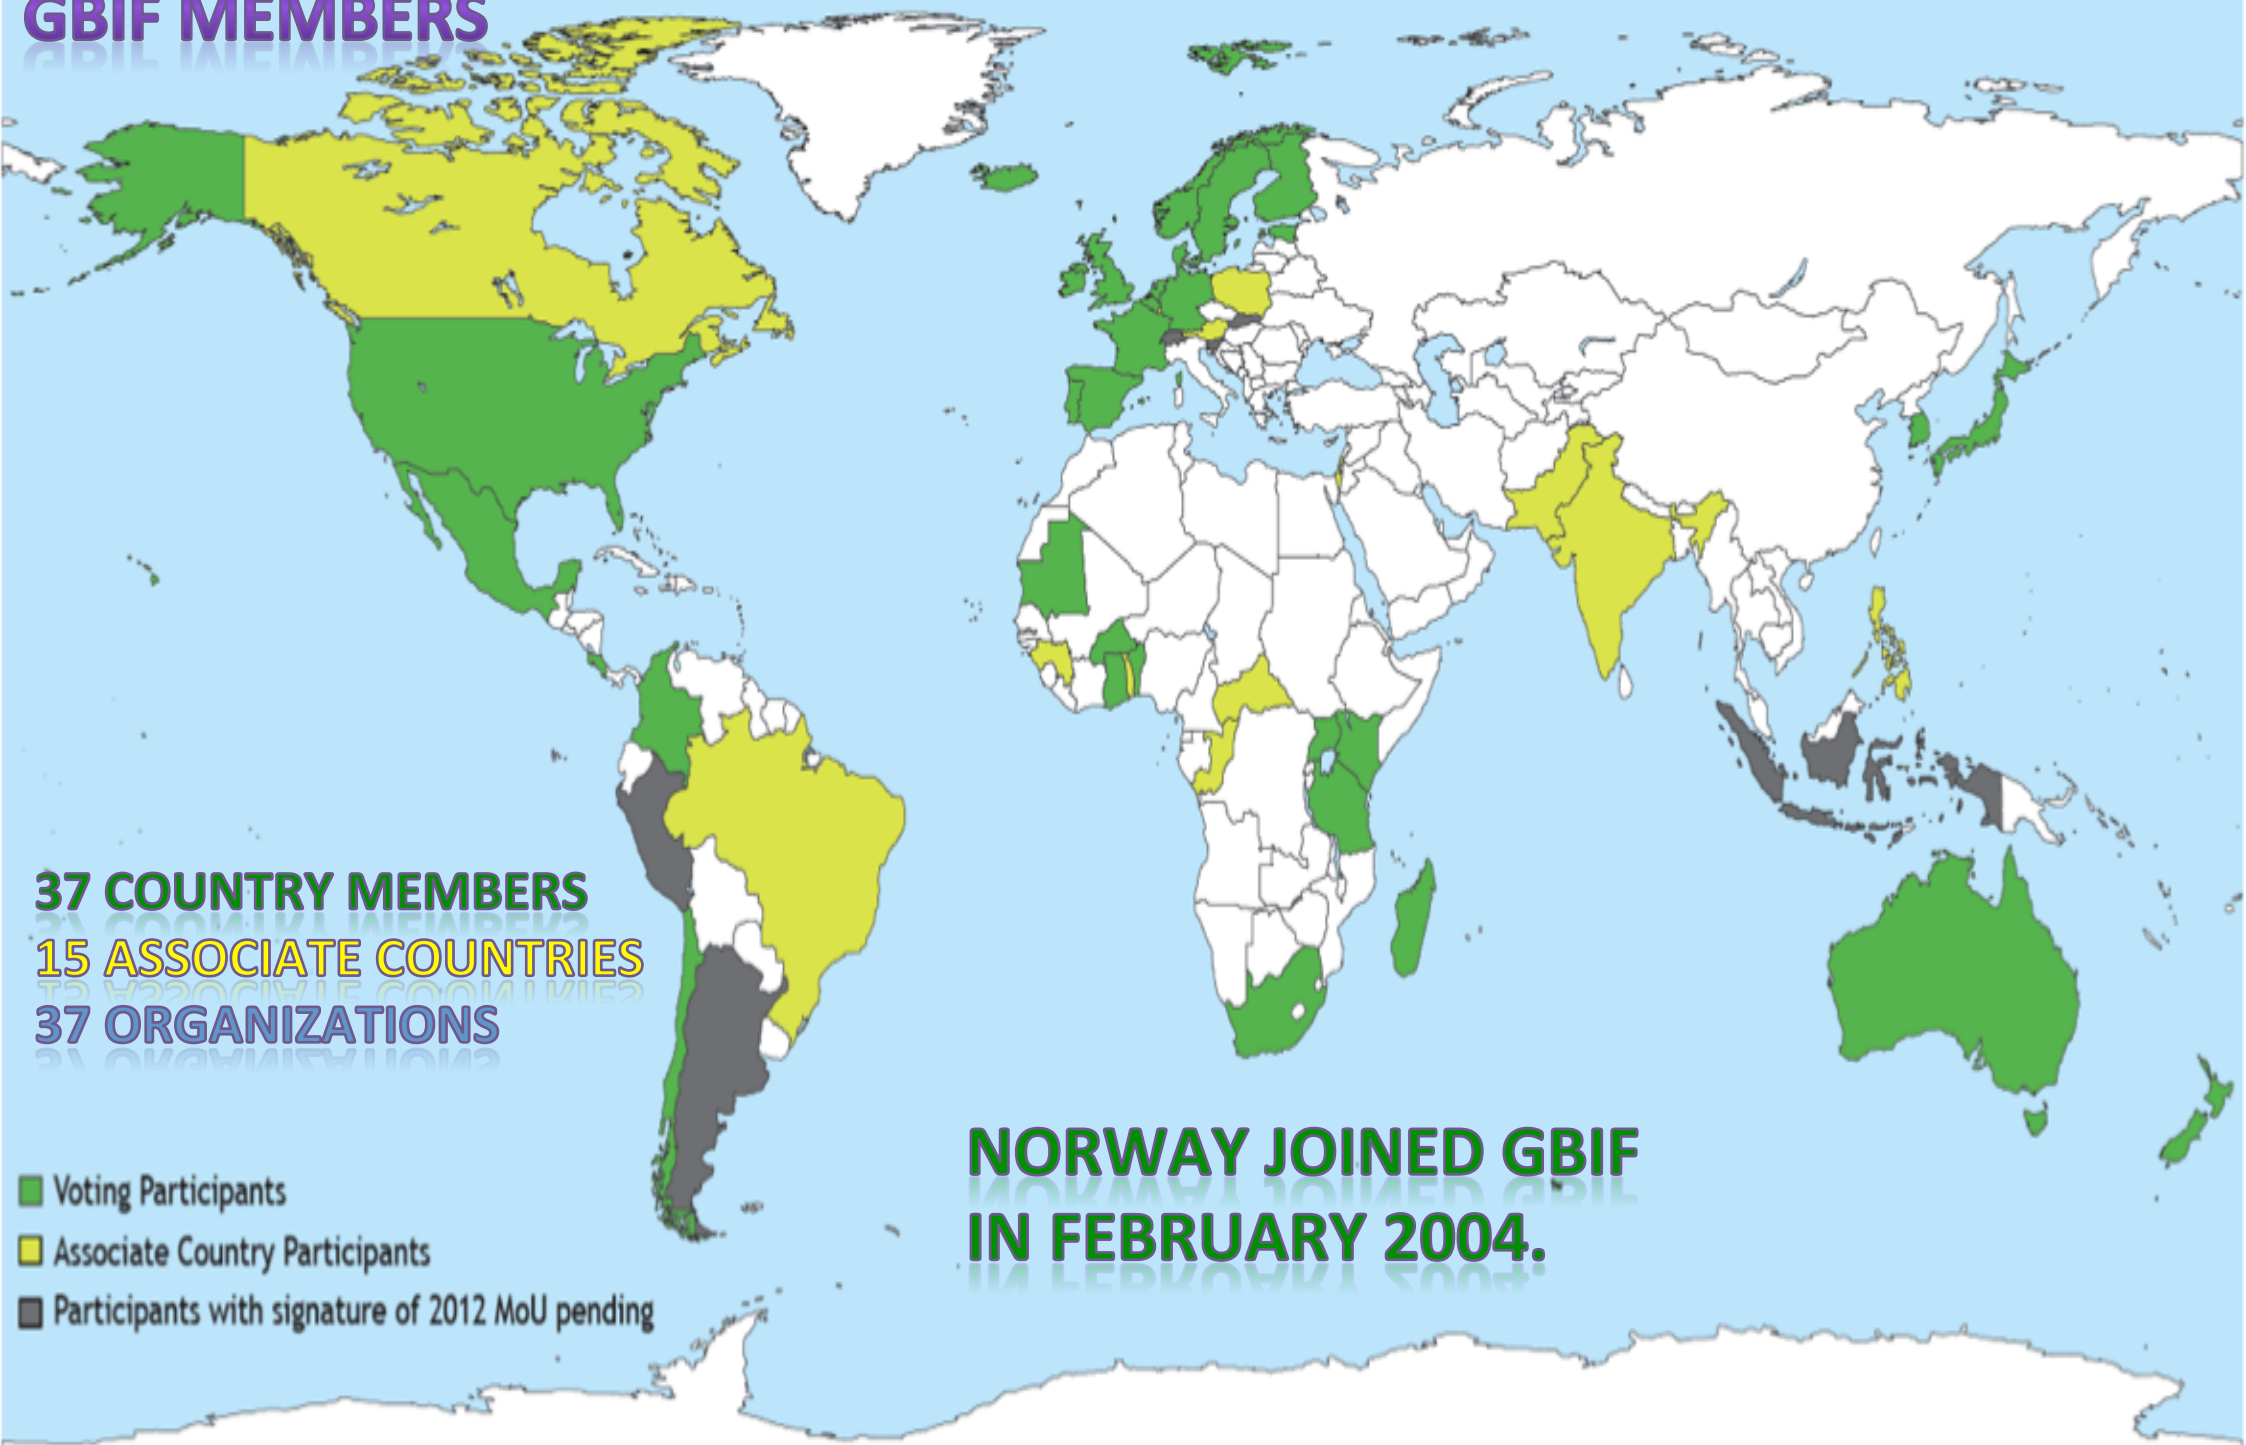 GBIF MEMBERS
37 COUNTRY MEMBERS
15 ASSOCIATE COUNTRIES
37 ORGANIZATIONS
NORWAY JOINED GBIF
IN FEBRUARY 2004.
Voting Participants
Associate Country Participants
Participants with signature of 2012 MoU pending